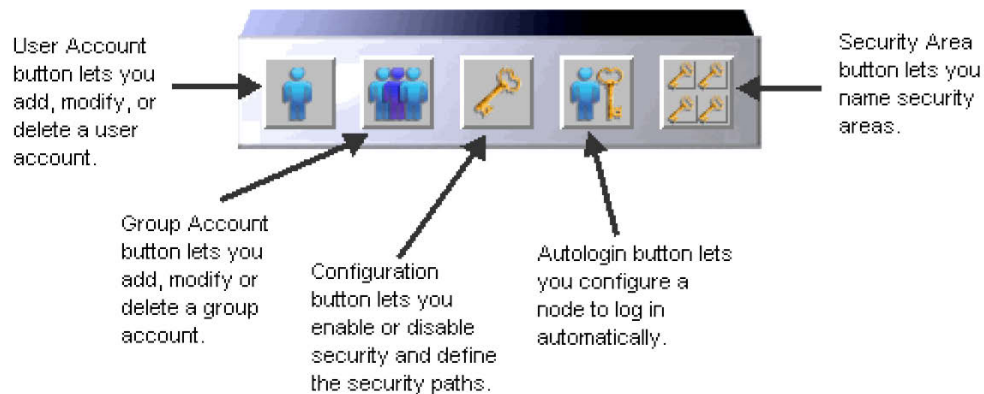 User Account
button lets you
add, modify, or
delete a user
account.
Group Account
button lets you
add, modify or
delete a group
account.
Configuration
button lets you
enable or disable
security and define
the security paths.
Autologin button lets
you configure a
node to log in
automatically.
Security Area
button lets you
name security
areas.